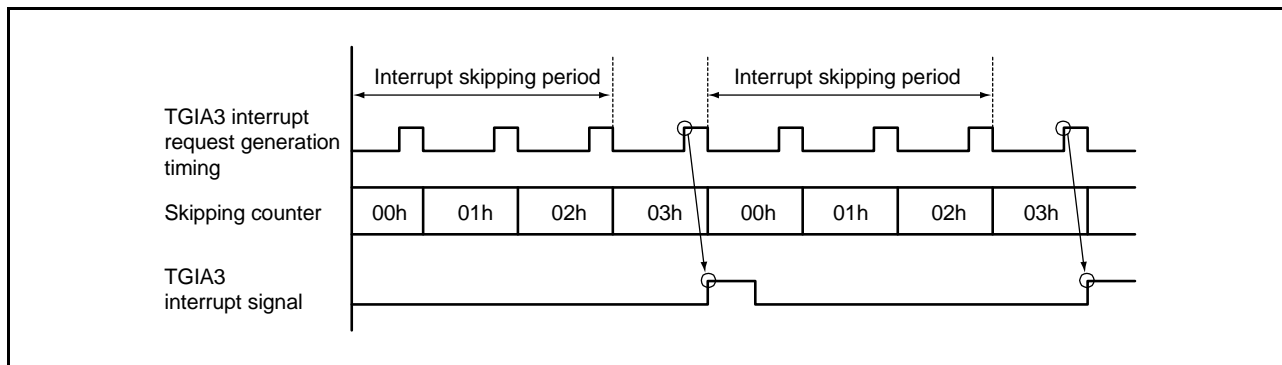 Interrupt skipping period Interrupt skipping period
TGIA3 interrupt
request generation
timing
Skipping counter 00h 01h 02h 03h 00h 01h 02h 03h
TGIA3
interrupt signal